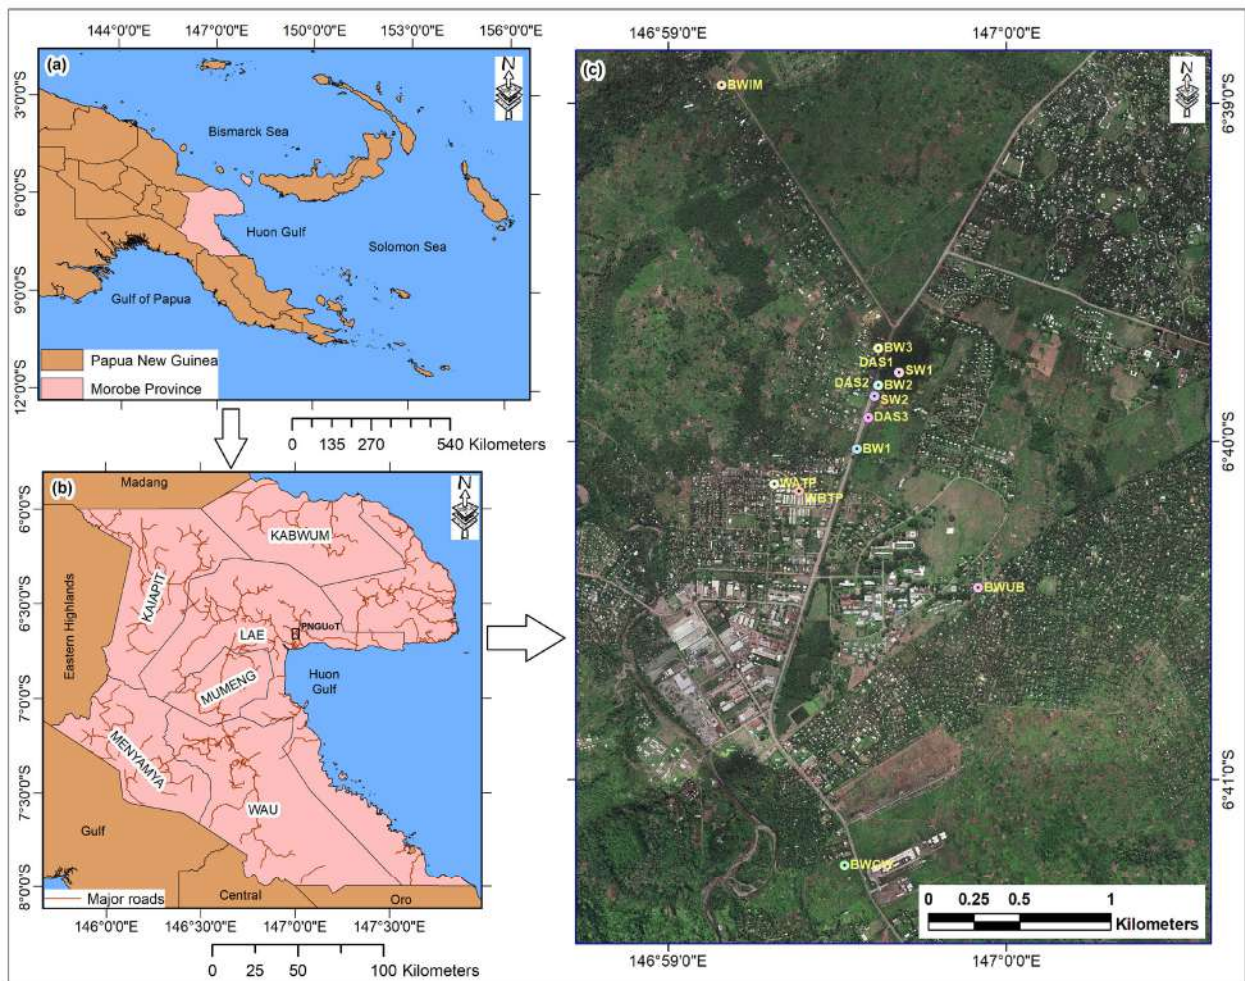 144°0'0"E 147°0'0"E 150°0'0"E 153°0'0"E 156°0'0"E
(a)
N
3°0'0"S
6°0'0"S
9°0'0"S
12°0'0"S
Bismarck Sea
Huon Gulf
Solomon Sea
Gulf of Papua
Papua New Guinea
Morobe Province
0 135 270 540 Kilometers
(b)
N
Madang
6°0'0"S
6°30'0"S
7°0'0"S
7°30'0"S
8°0'0"S
KABWUM
KAIAPIT
Eastern Highlands
LAE
PNGUoT
MUMENG
Huon
Gulf
MENYAMYA
WAU
Gulf
Major roads
Central
Oro
146°0'0"E 146°30'0"E 147°0'0"E 147°30'0"E
0 25 50 100 Kilometers
146°59'0"E 147°0'0"E
(c)
N
BWIM
6°39'0"S
BW3
DAS1
SW1
DAS2
BW2
SW2
DAS3
6°40'0"S
BW1
WATP
WBTP
BWUB
6°41'0"S
BWCW
0 0.25 0.5 1
Kilometers
146°59'0"E 147°0'0"E